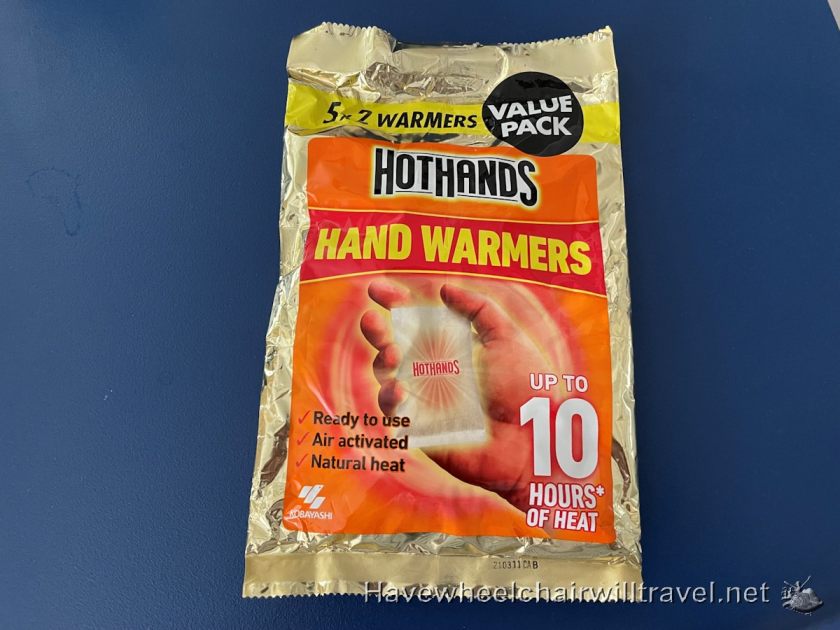 5 x 2 WARMERS
VALUE
PACK
HOTHANDS
HAND WARMERS
HOTHANDS
UP TO
10
HOURS*
OF HEAT
✓ Ready to use
✓ Air activated
✓ Natural heat
KOBAYASHI
210311CAB
Havewheelchairwilltravel.net